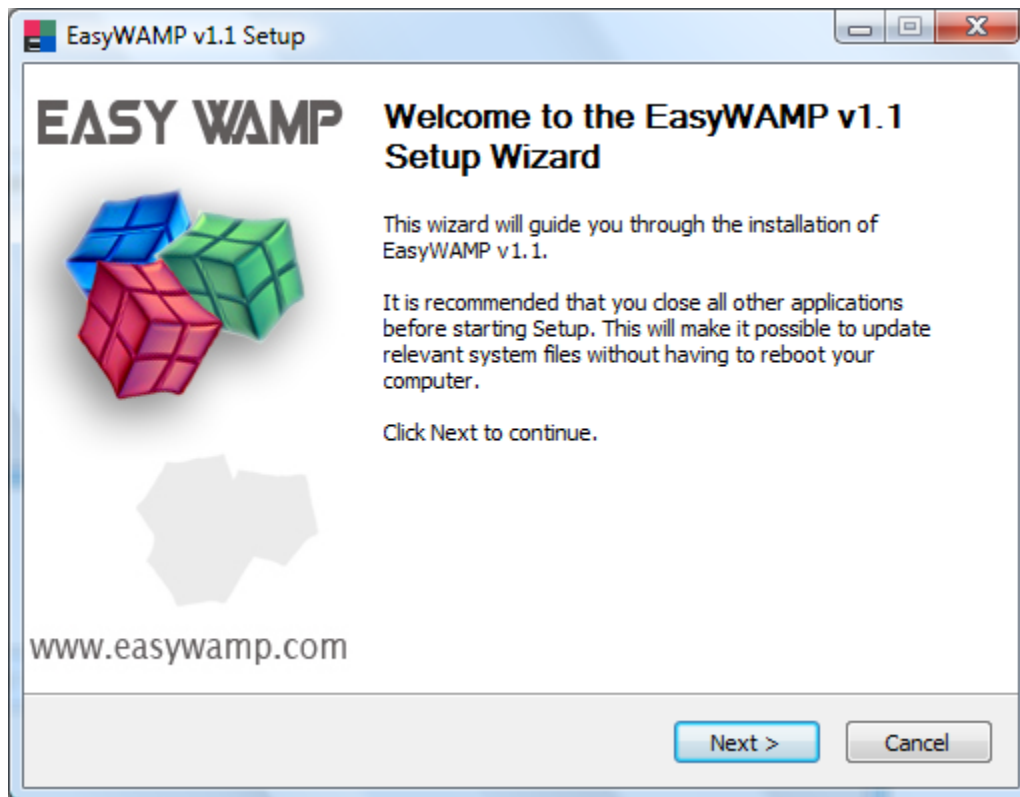 EasyWAMP v1.1 Setup
EASY WAMP
Welcome to the EasyWAMP v1.1
Setup Wizard
This wizard will guide you through the installation of
EasyWAMP v1.1.
It is recommended that you close all other applications
before starting Setup. This will make it possible to update
relevant system files without having to reboot your
computer.
Click Next to continue.
www.easywamp.com
Next >
Cancel